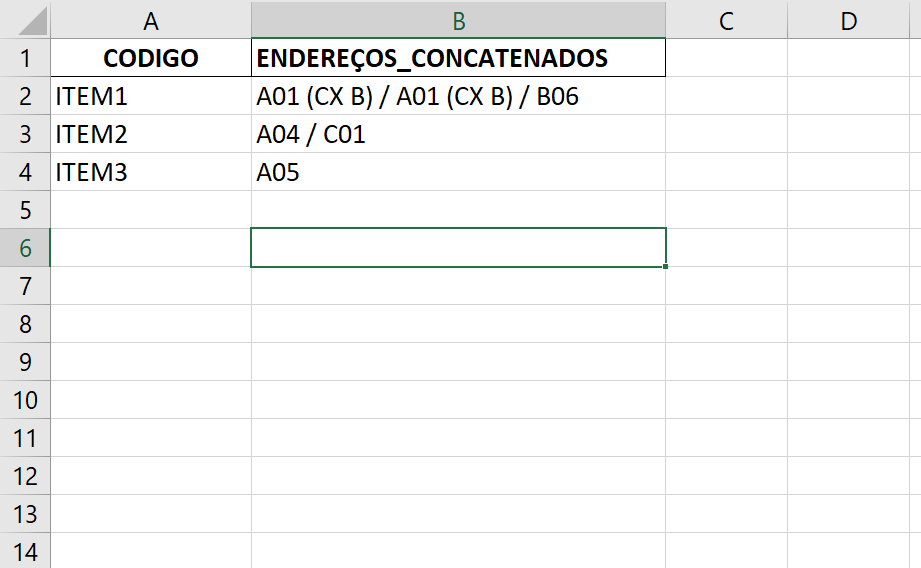 A B C D
1 CODIGO ENDEREÇOS_CONCATENADOS
2 ITEM1 A01 (CX B) / A01 (CX B) / B06
3 ITEM2 A04 / C01
4 ITEM3 A05
5
6
7
8
9
10
11
12
13
14